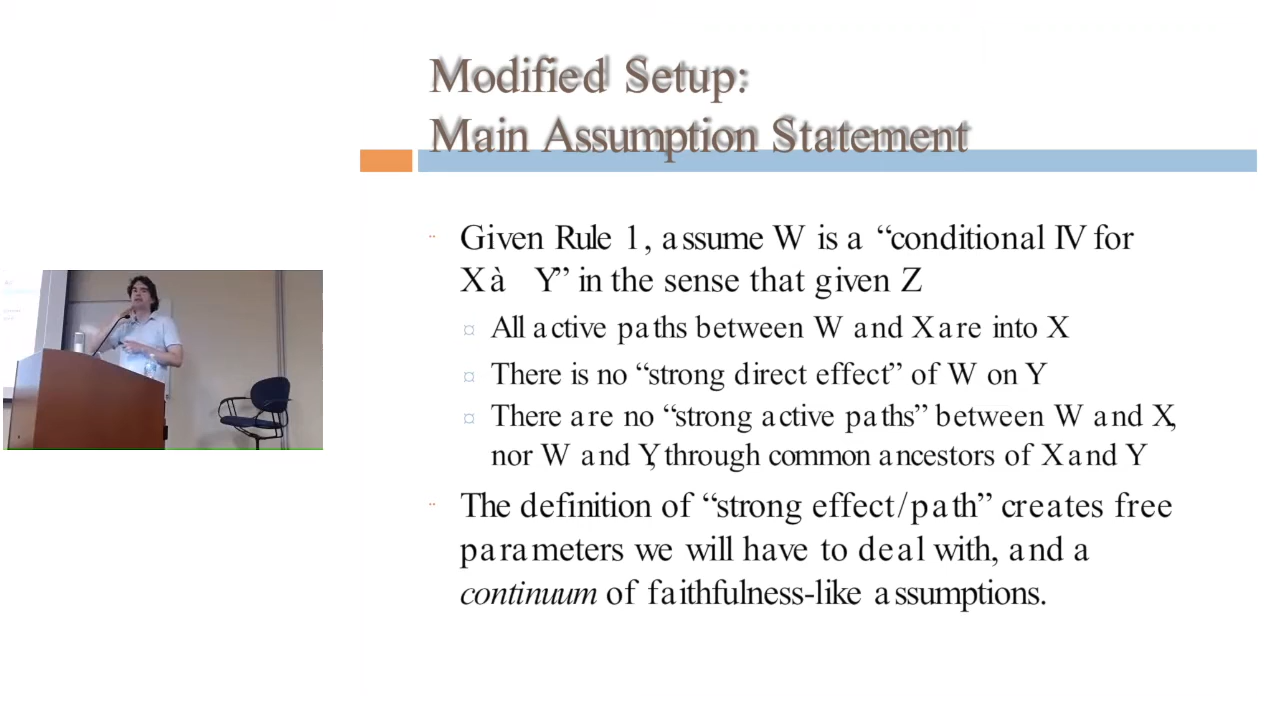 Modified Setup:
Main Assumption Statement
Given Rule 1, assume W is a “conditional IV for
Xà Y” in the sense that given Z
All active paths between W and X are into X
There is no “strong direct effect” of W on Y
There are no “strong active paths” between W and X,
nor W and Y, through common ancestors of X and Y
The definition of “strong effect/path” creates free
parameters we will have to deal with, and a
continuum of faithfulness-like assumptions.